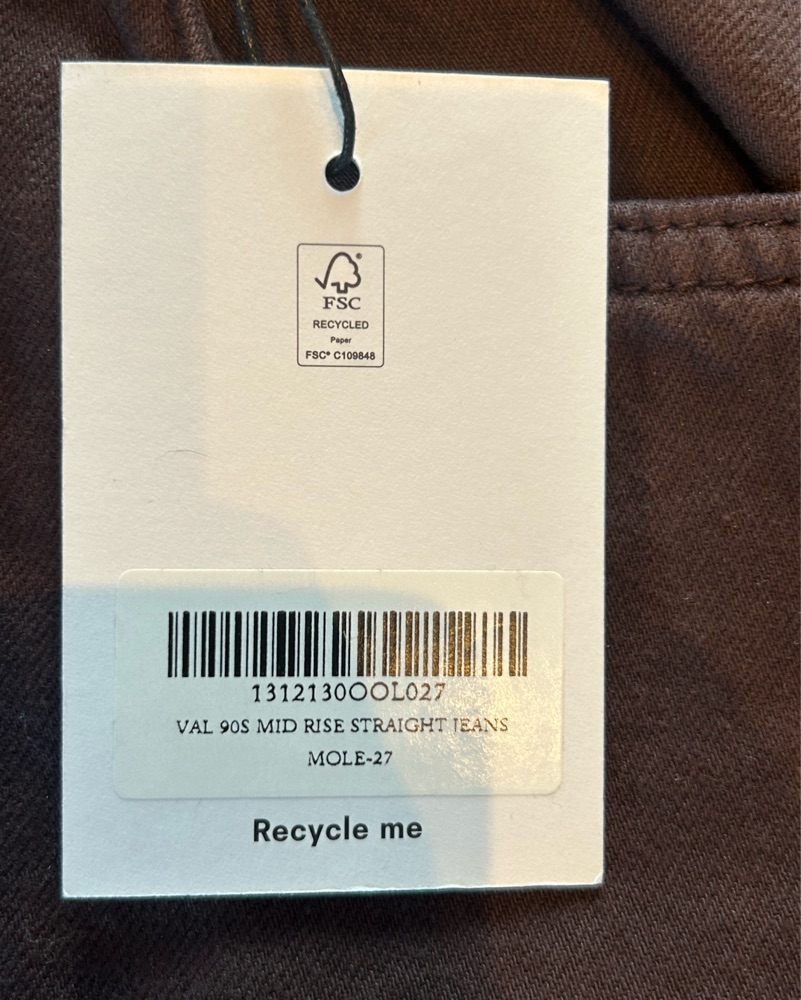 FSC®
RECYCLED
Paper
FSC® C109848
1312130OOL027
VAL 90S MID RISE STRAIGHT JEANS
MOLE-27
Recycle me